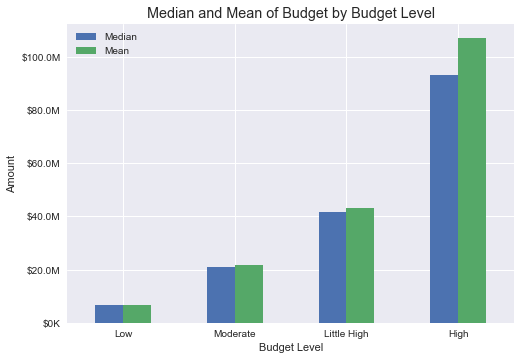 Median and Mean of Budget by Budget Level
Median
Mean
$100.0M
$80.0M
$60.0M
$40.0M
$20.0M
$0K
Amount
Low Moderate Little High High
Budget Level